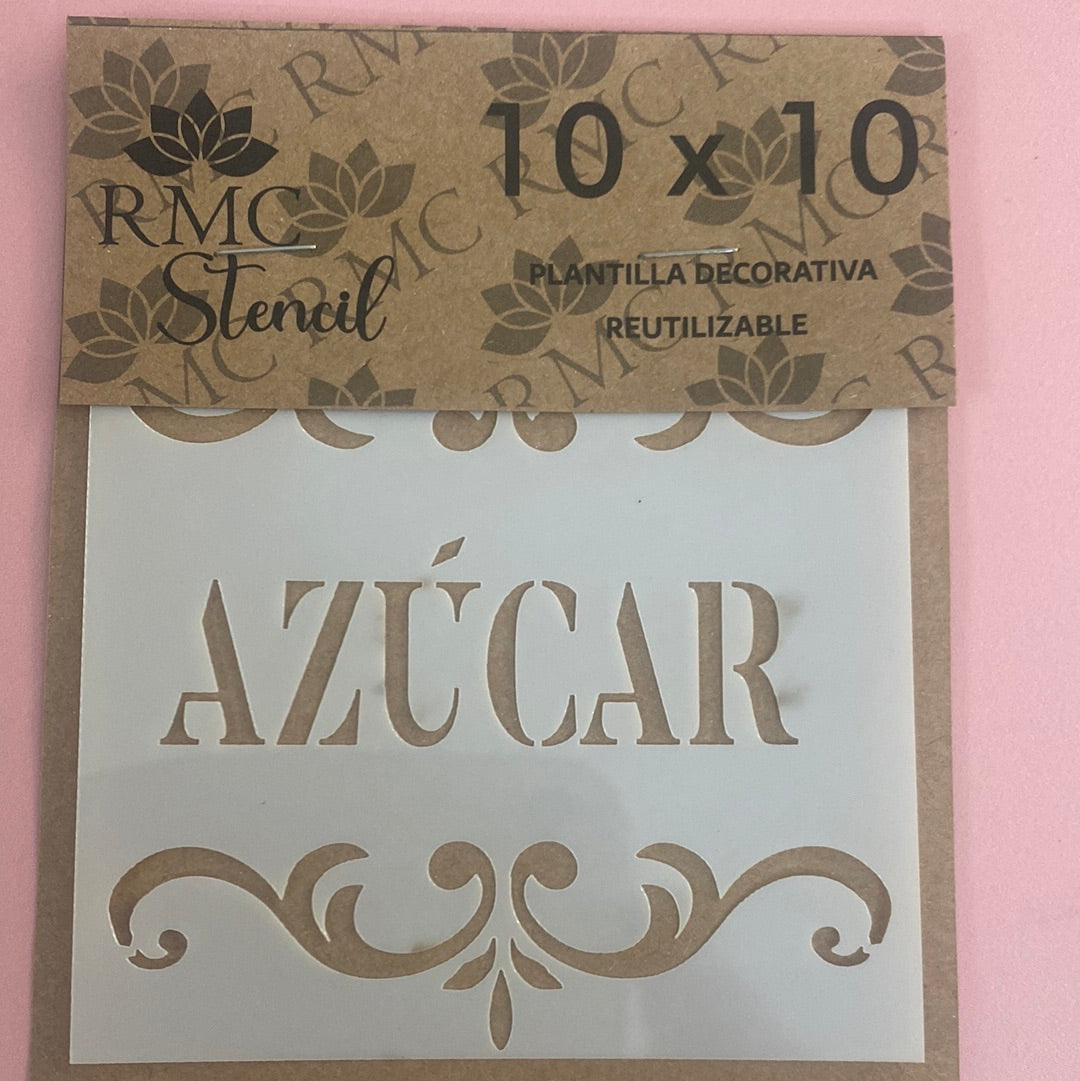 RMC
Stencil
10 x 10
PLANTILLA DECORATIVA
REUTILIZABLE
AZÚCAR